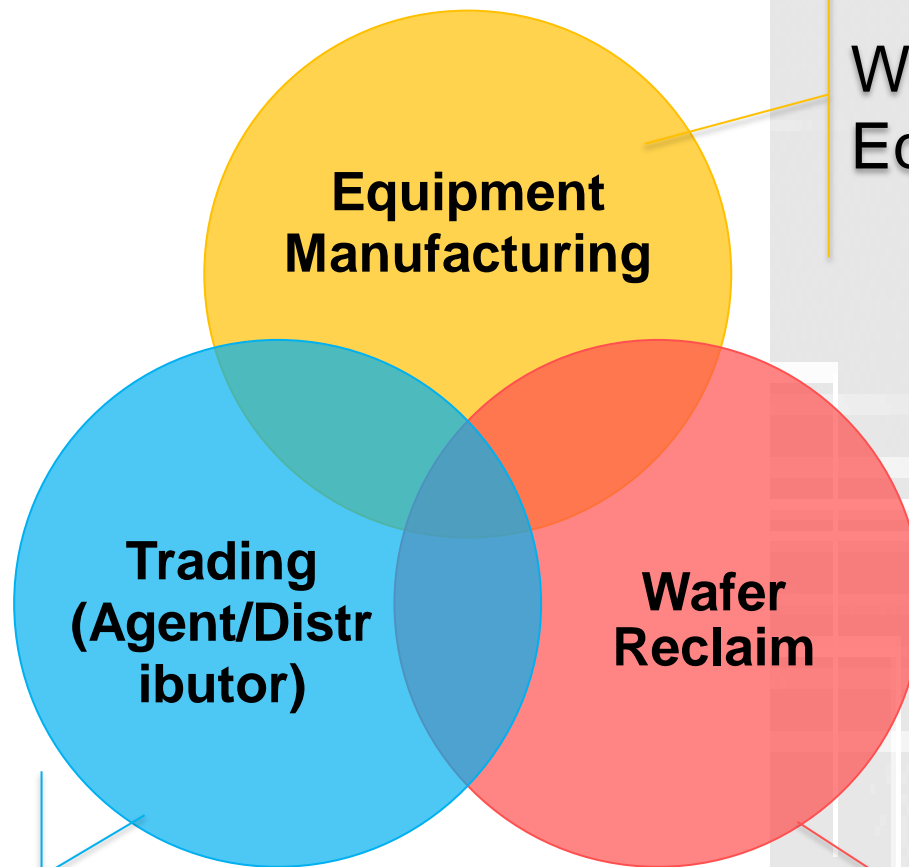 Equipment
Manufacturing
Trading
(Agent/Distr
ibutor)
Wafer
Reclaim